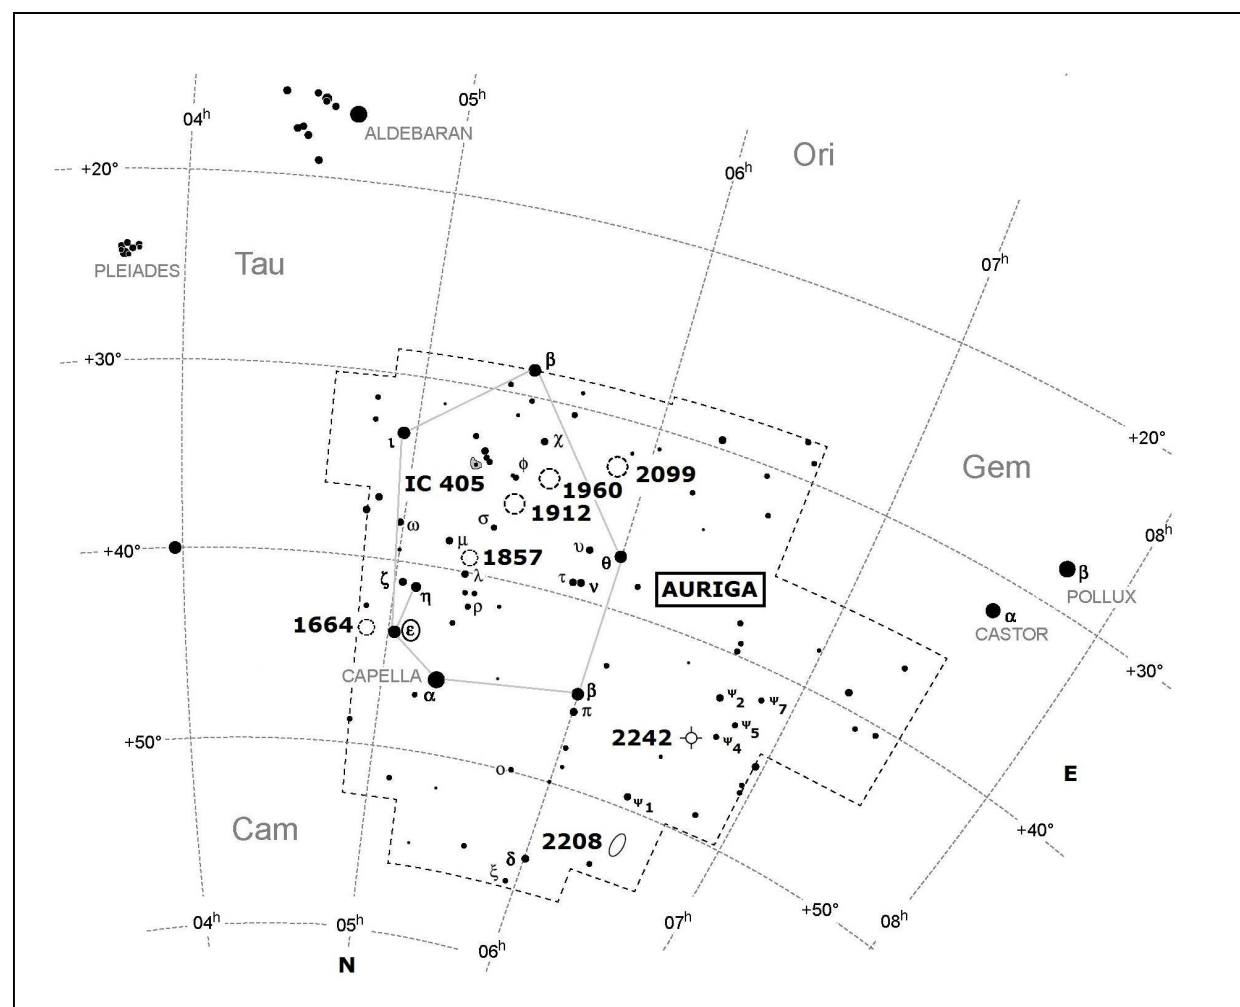 05ʰ
04ʰ
ALDEBARAN
Ori
+20°
06ʰ
PLEIADES
Tau
07ʰ
+30°
β
ι
χ
+20°
ϕ
2099
Gem
IC 405
1960
1912
σ
ω
08ʰ
+40°
μ
1857
υ
θ
ζ
λ
τ
ν
AURIGA
β
POLLUX
η
ρ
α
CASTOR
1664
ε
CAPELLA
α
+30°
β
π
ψ2
ψ7
ψ5
2242
ψ4
+50°
ο
E
ψ1
Cam
2208
+40°
δ
ξ
+50°
04ʰ
05ʰ
07ʰ
08ʰ
06ʰ
N